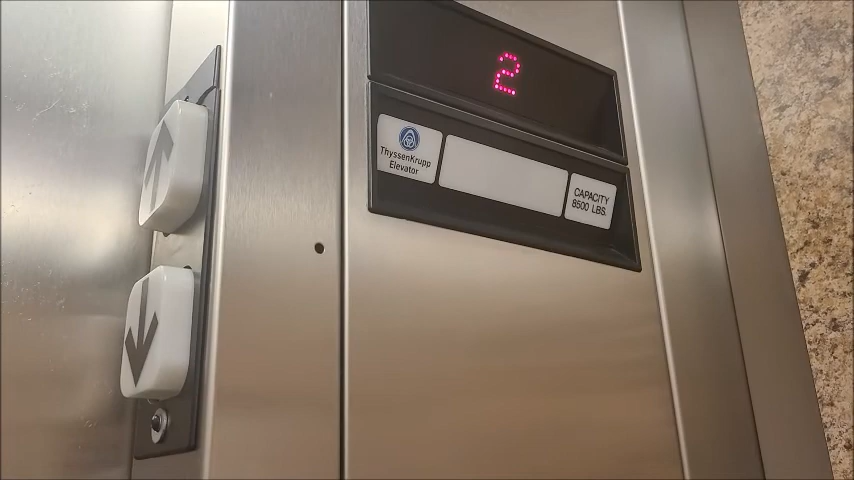 2
ThyssenKrupp
Elevator
CAPACITY
8500 LBS.